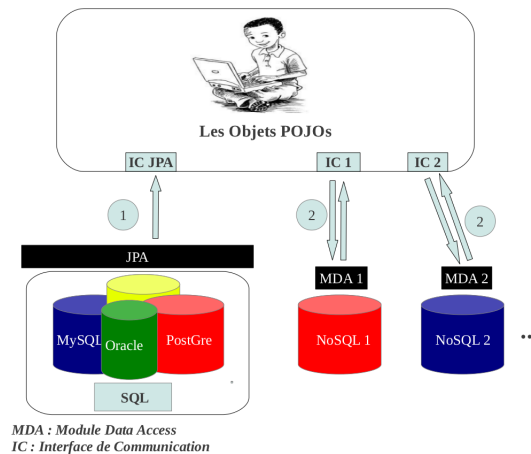 Les Objets POJOs
IC JPA
IC 1
IC 2
1
2
2
JPA
MDA 1
MDA 2
MySQL
Oracle
PostGre
NoSQL 1
NoSQL 2
...
SQL
MDA : Module Data Access
IC : Interface de Communication